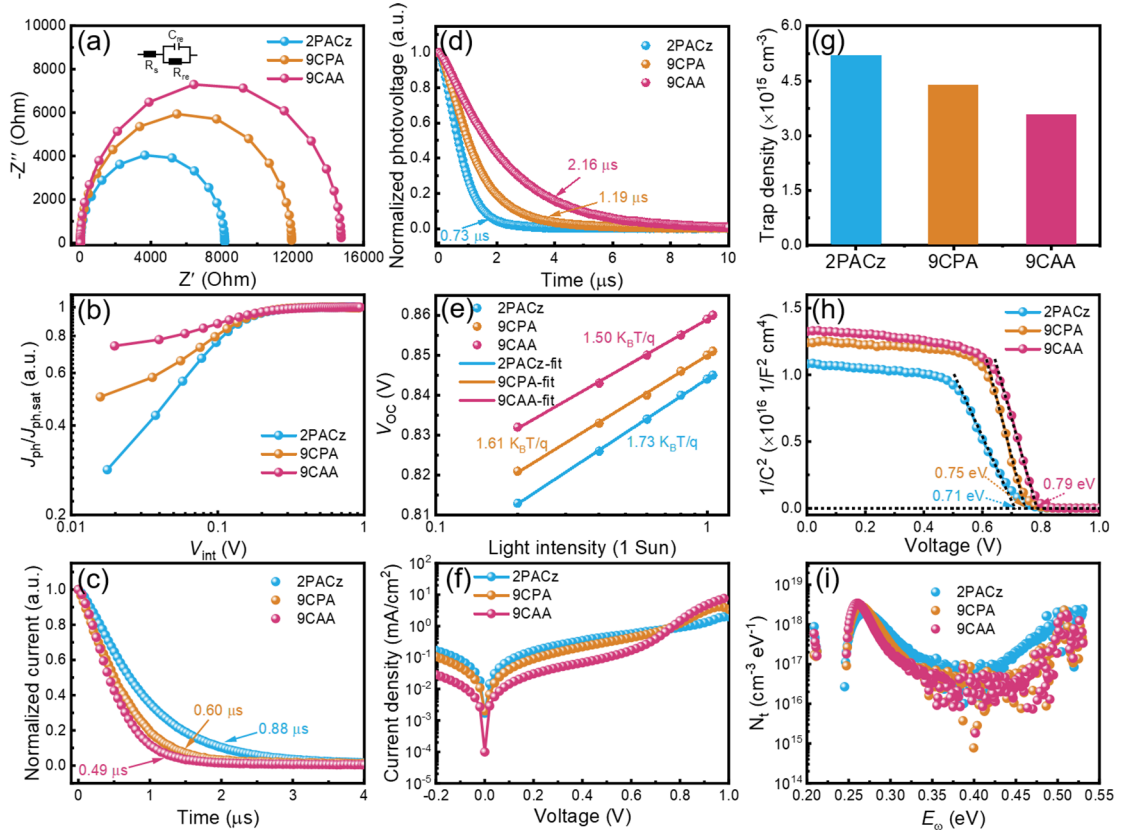 (a)
C_re
R_s
R_re
2PACz
9CPA
9CAA
10000
8000
6000
4000
2000
0
-Z″ (Ohm)
0 4000 8000 12000 16000
Z′ (Ohm)
(d)
2PACz
9CPA
9CAA
1.0
0.8
0.6
0.4
0.2
0.0
Normalized photovoltage (a.u.)
2.16 μs
1.19 μs
0.73 μs
0 2 4 6 8 10
Time (μs)
(g)
6.0
4.5
3.0
1.5
0.0
Trap density (×10^15 cm^-3)
2PACz 9CPA 9CAA
(b)
1
0.8
0.6
0.4
0.2
J_ph/J_ph,sat (a.u.)
2PACz
9CPA
9CAA
0.01 0.1 1
V_int (V)
(e)
2PACz
9CPA
9CAA
2PACz-fit
9CPA-fit
9CAA-fit
1.50 K_BT/q
1.61 K_BT/q
1.73 K_BT/q
0.86
0.85
0.84
0.83
0.82
0.81
V_OC (V)
0.1 1
Light intensity (1 Sun)
(h)
2PACz
9CPA
9CAA
1.5
1.0
0.5
0.0
1/C^2 (×10^16 1/F^2 cm^4)
0.75 eV
0.71 eV
0.79 eV
0.0 0.2 0.4 0.6 0.8 1.0
Voltage (V)
(c)
2PACz
9CPA
9CAA
1.0
0.8
0.6
0.4
0.2
0.0
Normalized current (a.u.)
0.60 μs
0.88 μs
0.49 μs
0 1 2 3 4
Time (μs)
(f)
2PACz
9CPA
9CAA
10^2
10^1
10^0
10^-1
10^-2
10^-3
10^-4
10^-5
Current density (mA/cm^2)
-0.2 0.0 0.2 0.4 0.6 0.8 1.0
Voltage (V)
(i)
2PACz
9CPA
9CAA
10^19
10^18
10^17
10^16
10^15
10^14
N_t (cm^-3 eV^-1)
0.20 0.25 0.30 0.35 0.40 0.45 0.50 0.55
E_ω (eV)